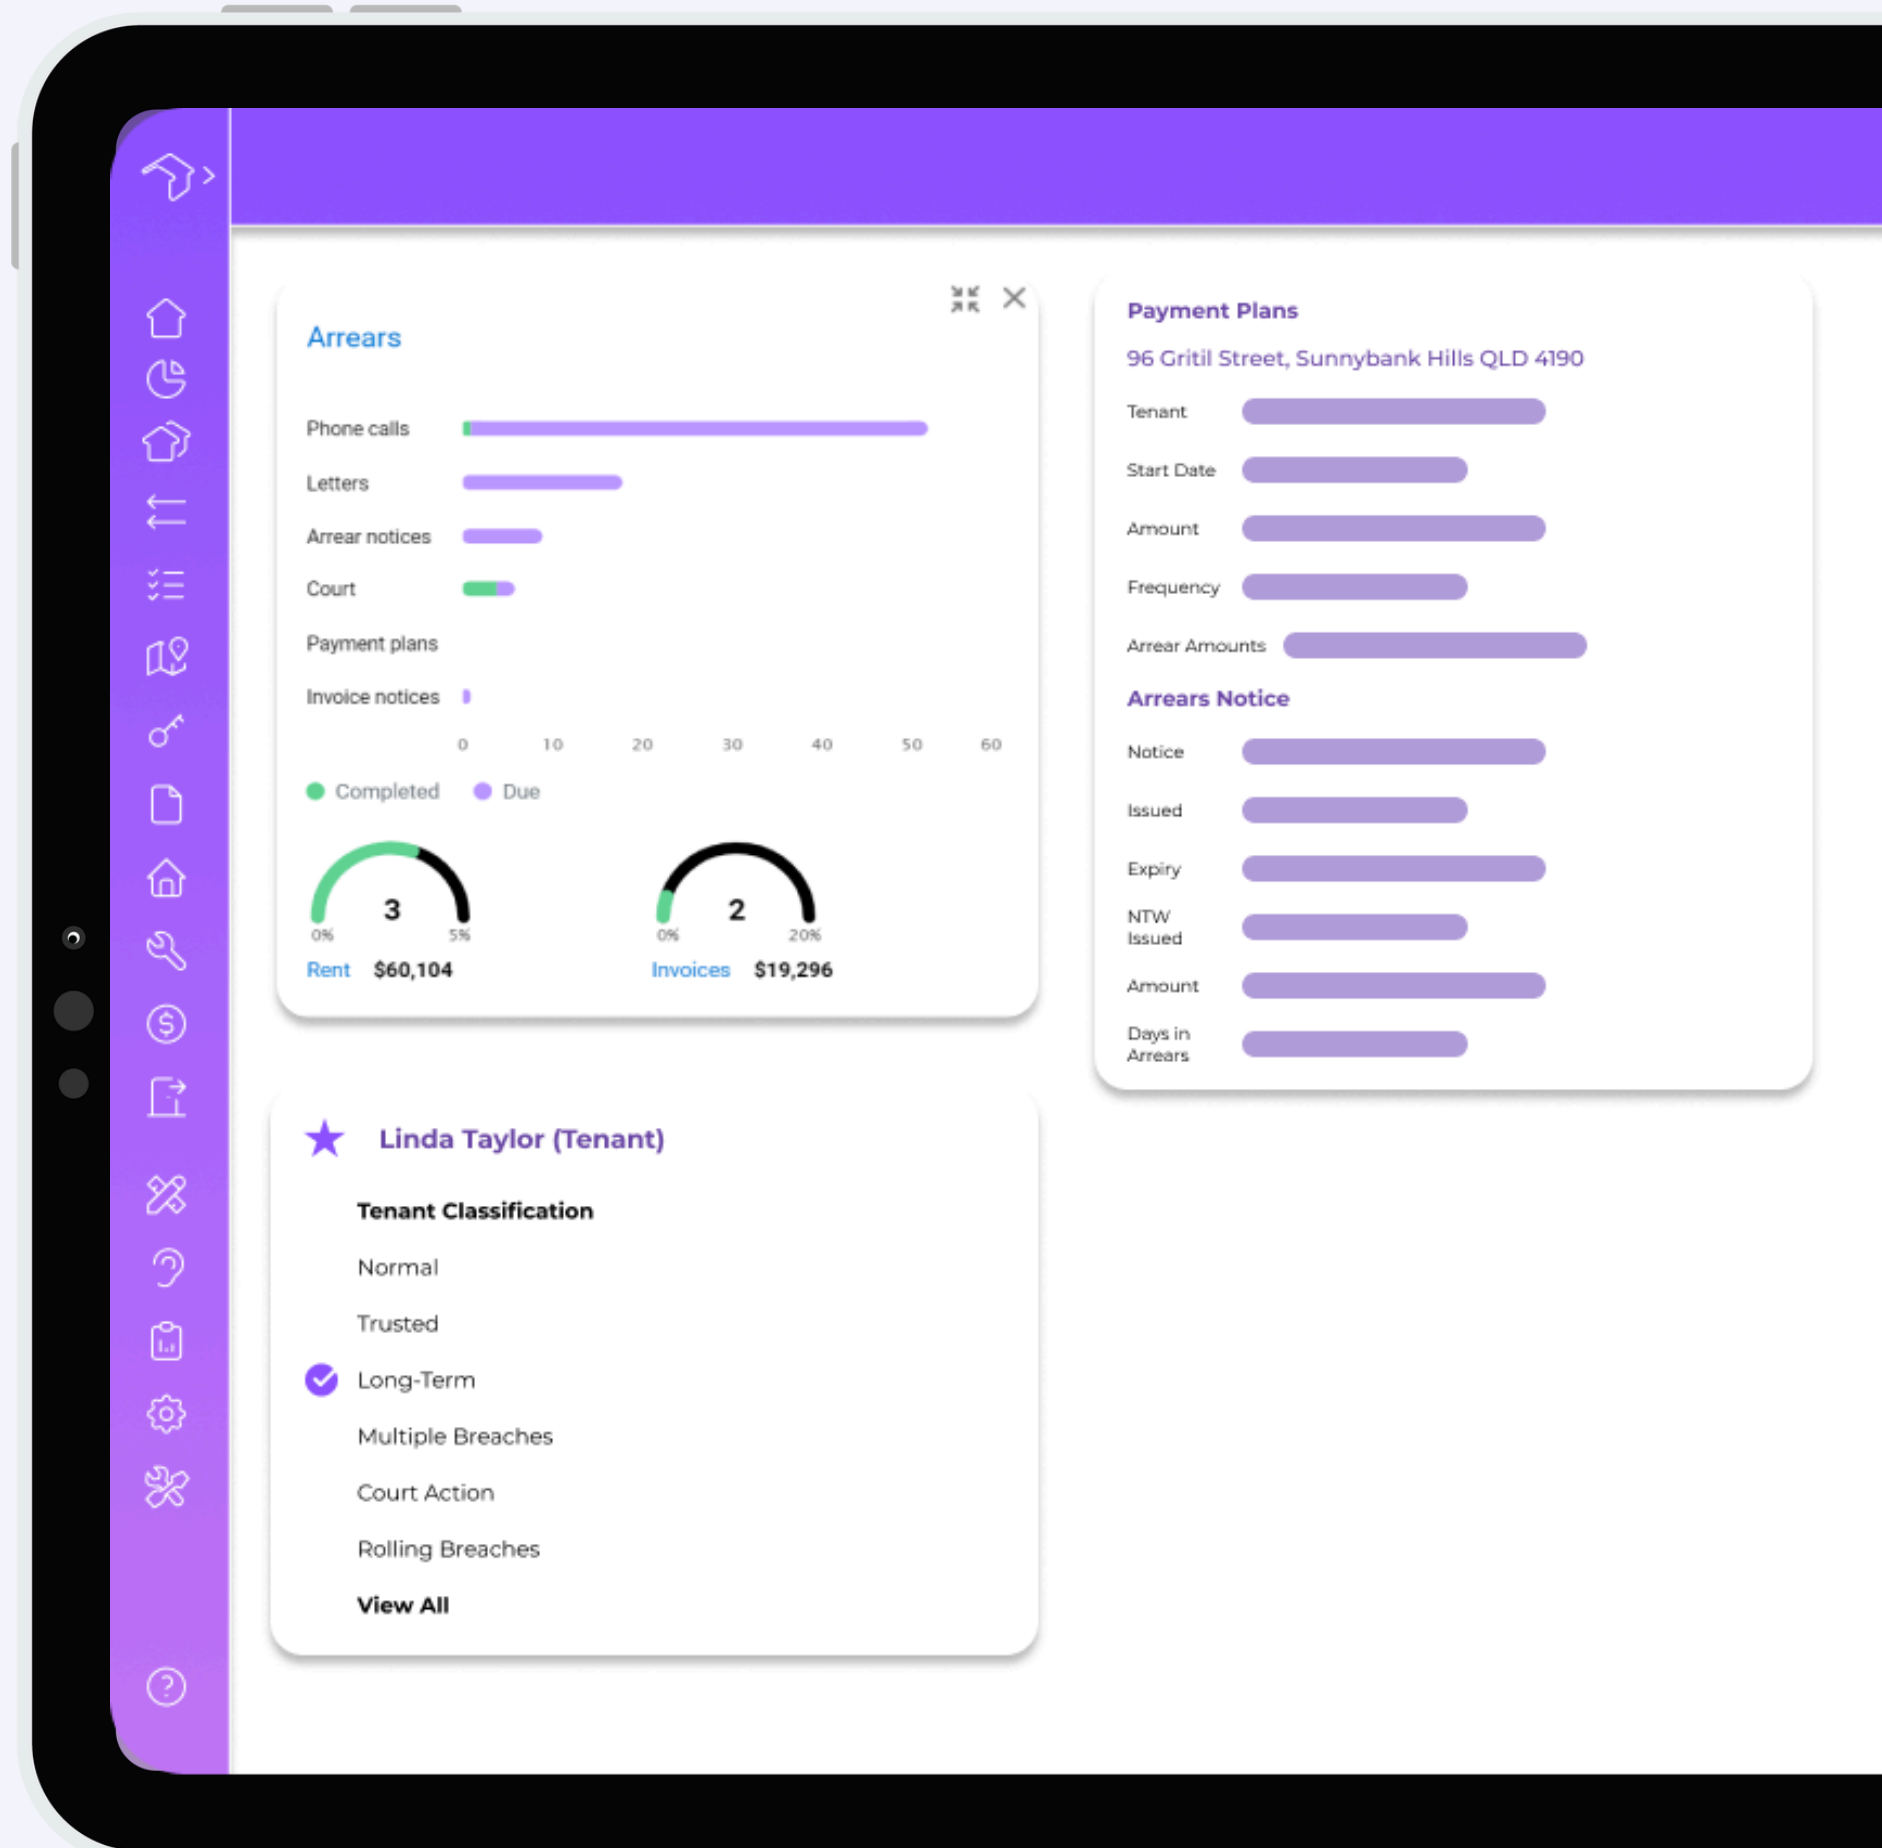 Arrears
Phone calls
Letters
Arrear notices
Court
Payment plans
Invoice notices
0 10 20 30 40 50 60
Completed Due
3
0% 5%
Rent $60,104
2
0% 20%
Invoices $19,296
Linda Taylor (Tenant)
Tenant Classification
Normal
Trusted
Long-Term
Multiple Breaches
Court Action
Rolling Breaches
View All
Payment Plans
96 Gritil Street, Sunnybank Hills QLD 4190
Tenant
Start Date
Amount
Frequency
Arrear Amounts
Arrears Notice
Notice
Issued
Expiry
NTW
Issued
Amount
Days in
Arrears